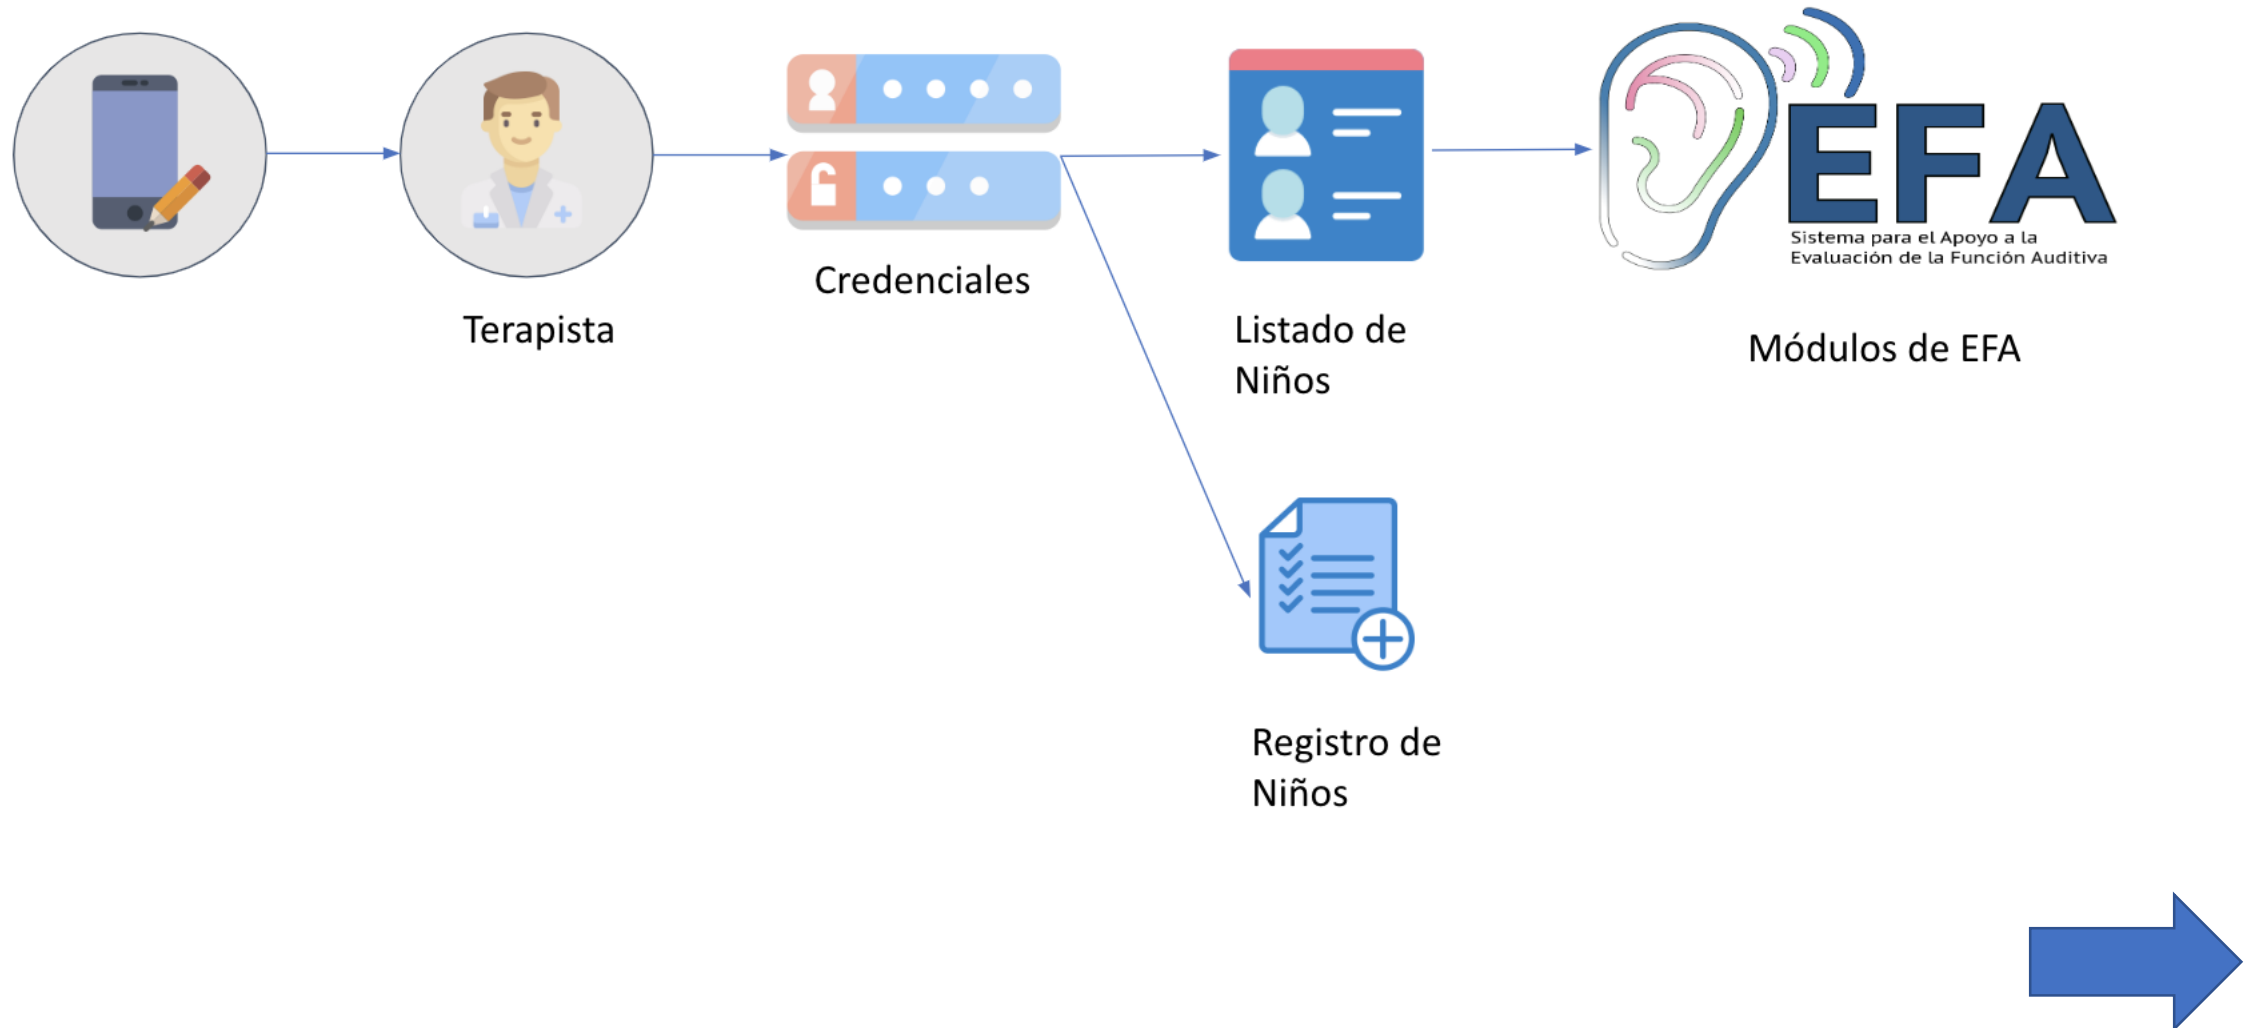 EFA
Sistema para el Apoyo a la
Evaluación de la Función Auditiva
Credenciales
Terapista
Listado de
Niños
Módulos de EFA
Registro de
Niños